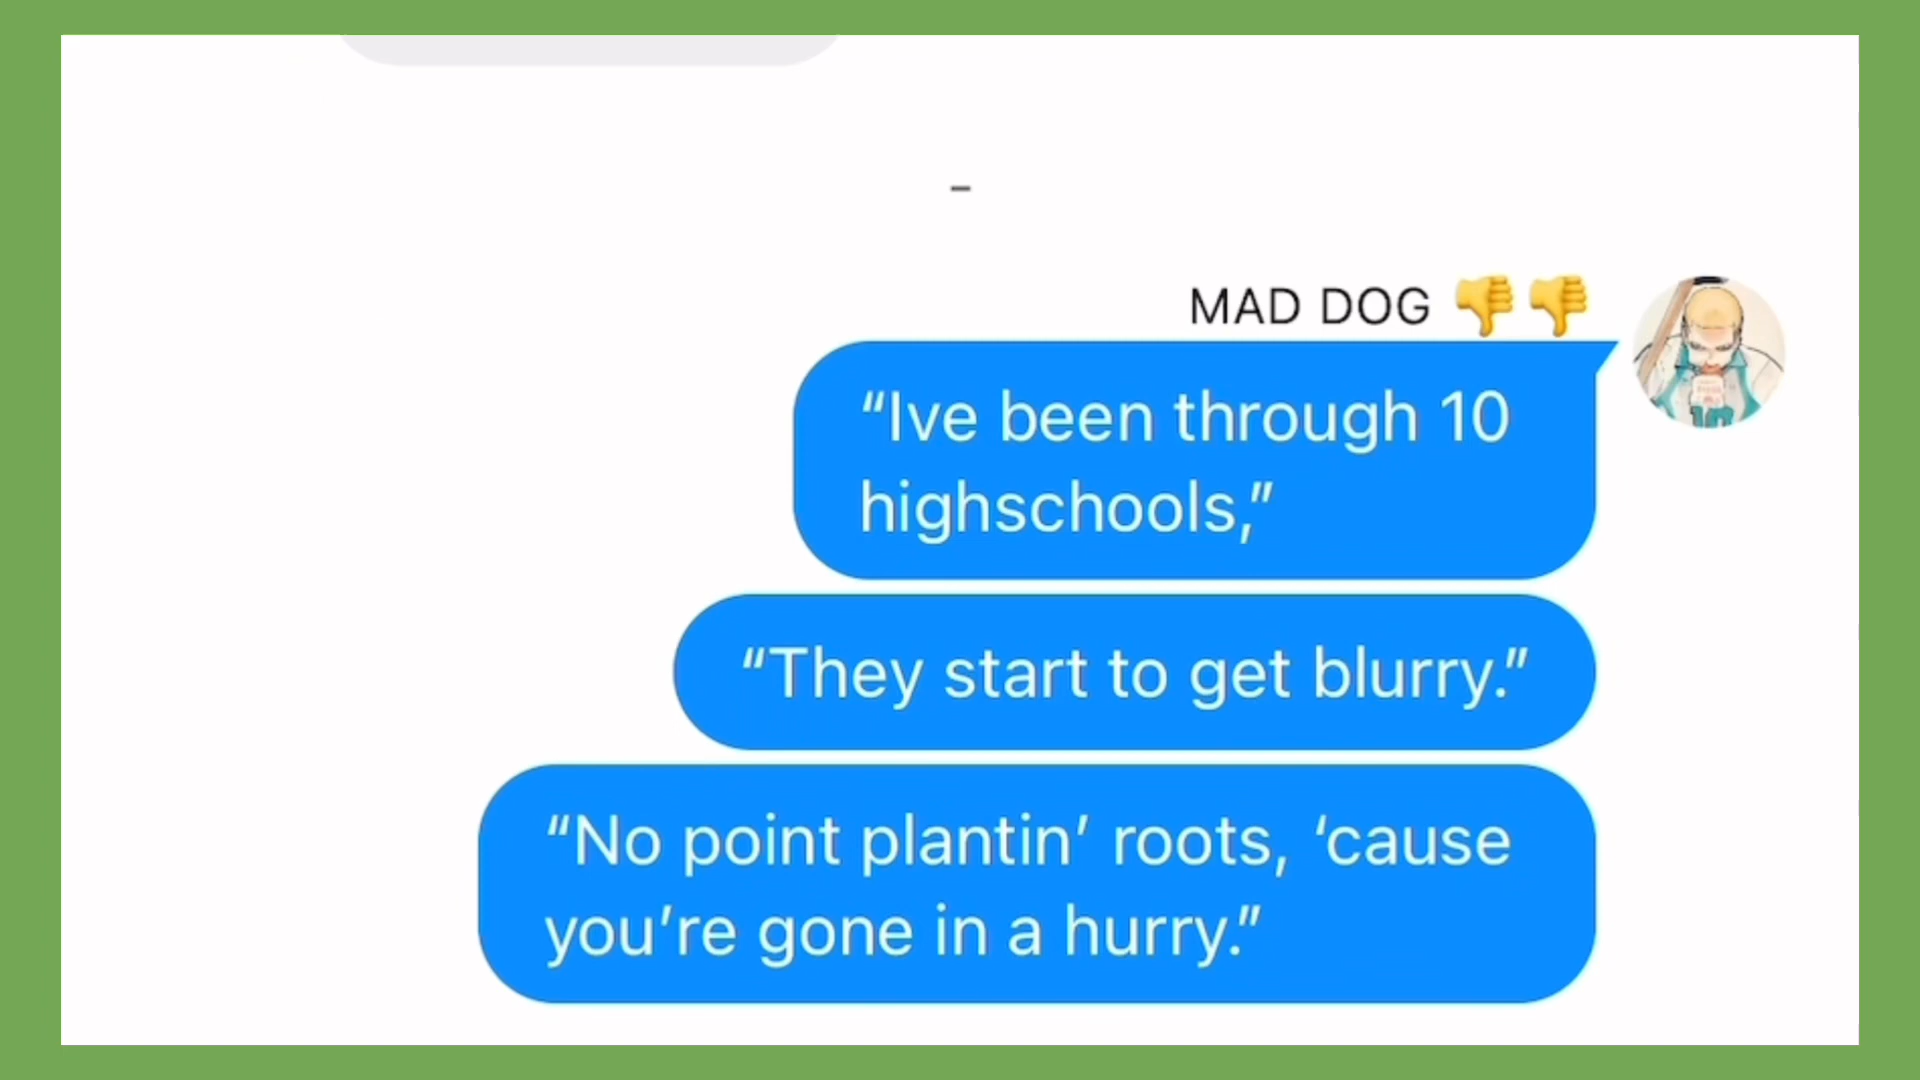 -
MAD DOG 👎👎
“Ive been through 10
highschools,”
“They start to get blurry.”
“No point plantin’ roots, ‘cause
you’re gone in a hurry.”
10